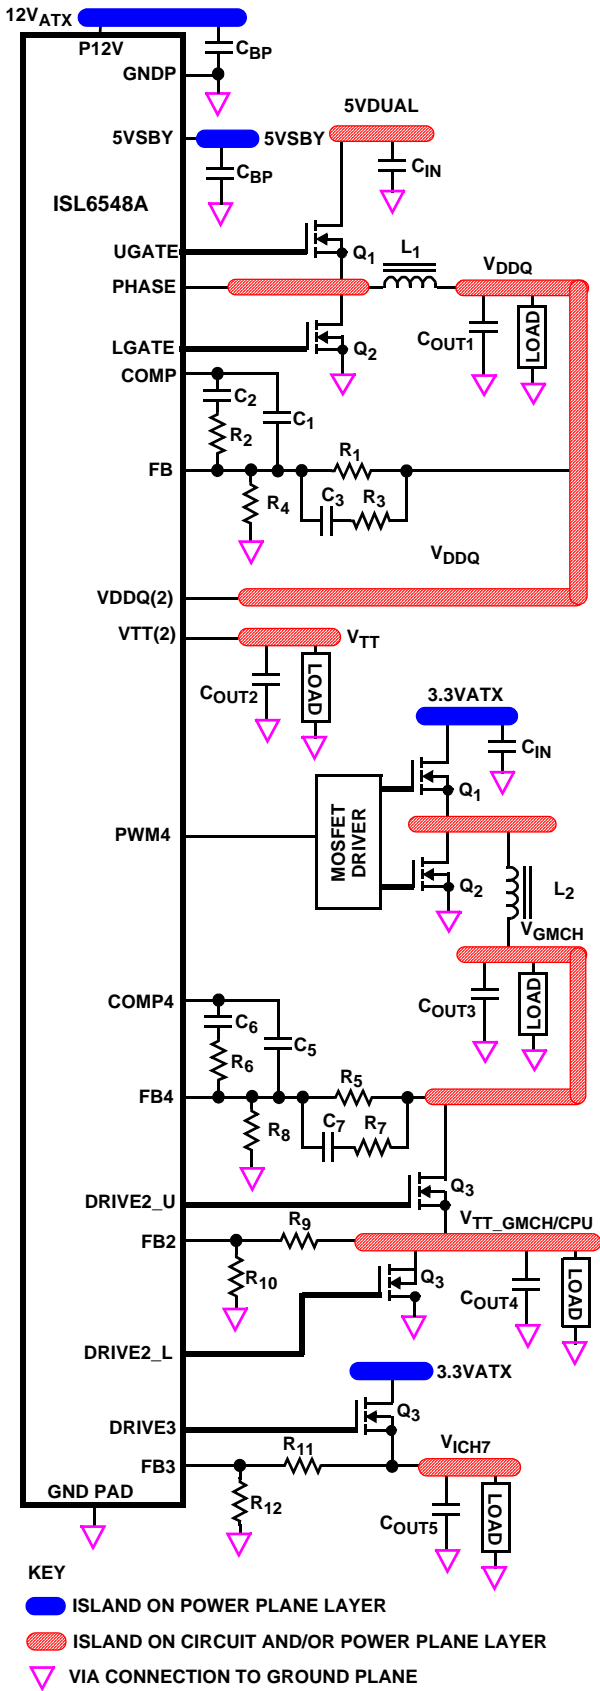 12VATX
P12V
CBP
GNDP
5VDUAL
5VSBY
5VSBY
CIN
CBP
ISL6548A
UGATE
Q1
L1
VDDQ
PHASE
LGATE
Q2
COUT1
LOAD
COMP
C2
C1
R2
R1
FB
R4
C3
R3
VDDQ
VDDQ(2)
VTT(2)
VTT
LOAD
COUT2
3.3VATX
CIN
Q1
MOSFET
DRIVER
PWM4
Q2
L2
VGMCH
COMP4
COUT3
LOAD
C6
C5
R6
R5
FB4
R8
C7
R7
Q3
DRIVE2_U
VTT_GMCH/CPU
R9
FB2
Q3
R10
COUT4
LOAD
DRIVE2_L
3.3VATX
Q3
DRIVE3
VICH7
R11
FB3
GND PAD
R12
COUT5
LOAD
KEY
ISLAND ON POWER PLANE LAYER
ISLAND ON CIRCUIT AND/OR POWER PLANE LAYER
VIA CONNECTION TO GROUND PLANE